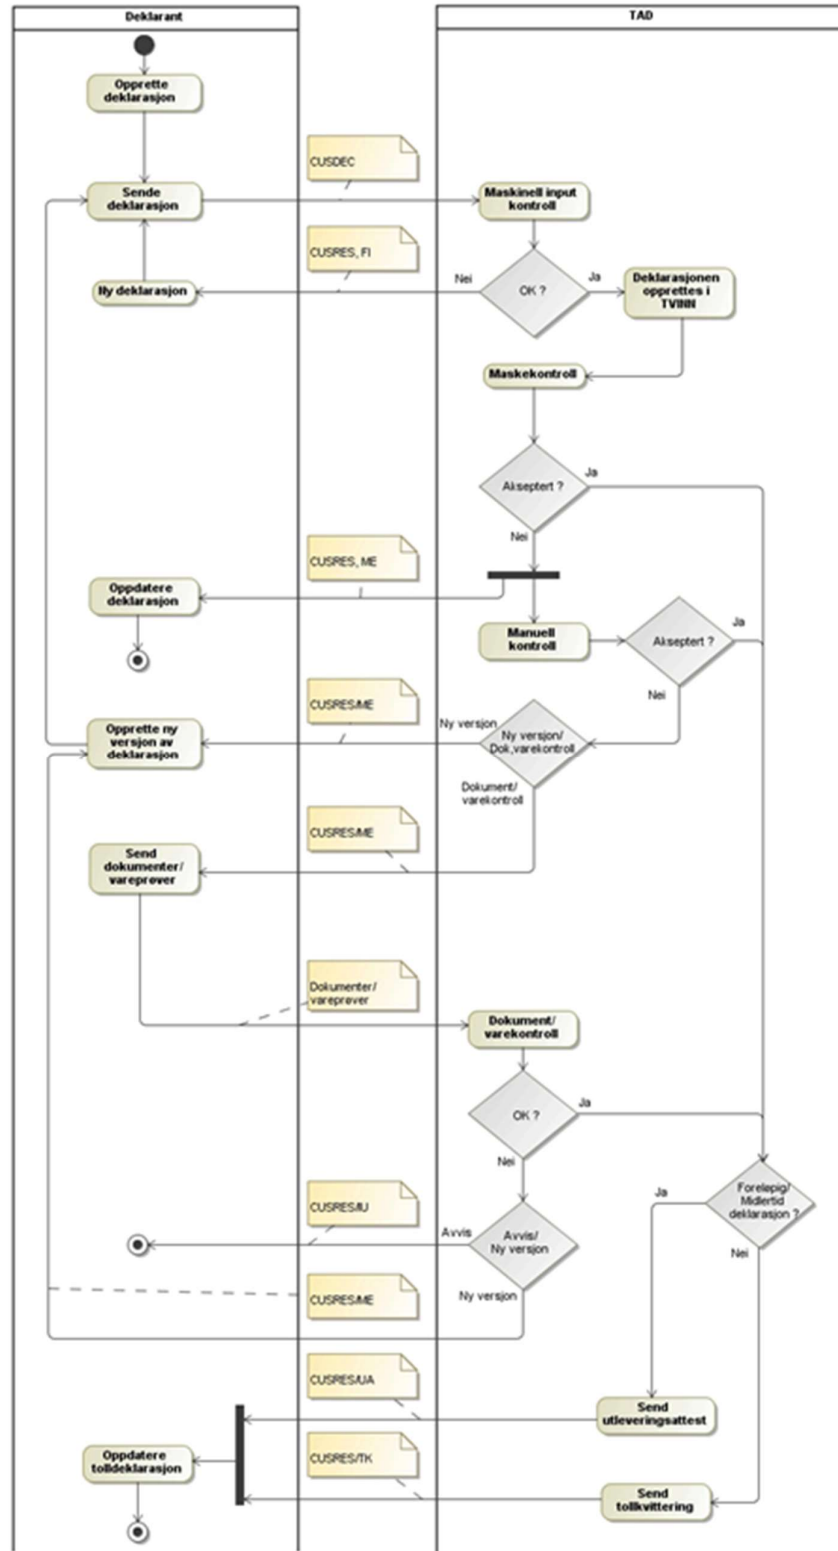 Deklarant
TAD
Opprette
deklarasjon
CUSDEC
Sende
deklarasjon
Maskinell input
kontroll
CUSRES, FI
Nei
OK ?
Ja
Deklarasjonen
opprettes i
TVINN
Ny deklarasjon
Maskekontroll
Akseptert ?
Ja
Nei
CUSRES, ME
Oppdatere
deklarasjon
Manuell
kontroll
Akseptert ?
Ja
Nei
CUSRES/ME
Opprette ny
versjon av
deklarasjon
Ny versjon
Ny versjon/
Dok,varekontroll
Dokument/
varekontroll
CUSRES/ME
Send
dokumenter/
vareprøver
Dokumenter/
vareprøver
Dokument/
varekontroll
OK ?
Ja
Nei
Foreløpig/
Midlertid
deklarasjon ?
Ja
Nei
CUSRES/IU
Avvis
Avvis/
Ny versjon
CUSRES/ME
Ny versjon
CUSRES/UA
Send
utleveringsattest
Oppdatere
tolldeklarasjon
CUSRES/TK
Send
tollkvittering